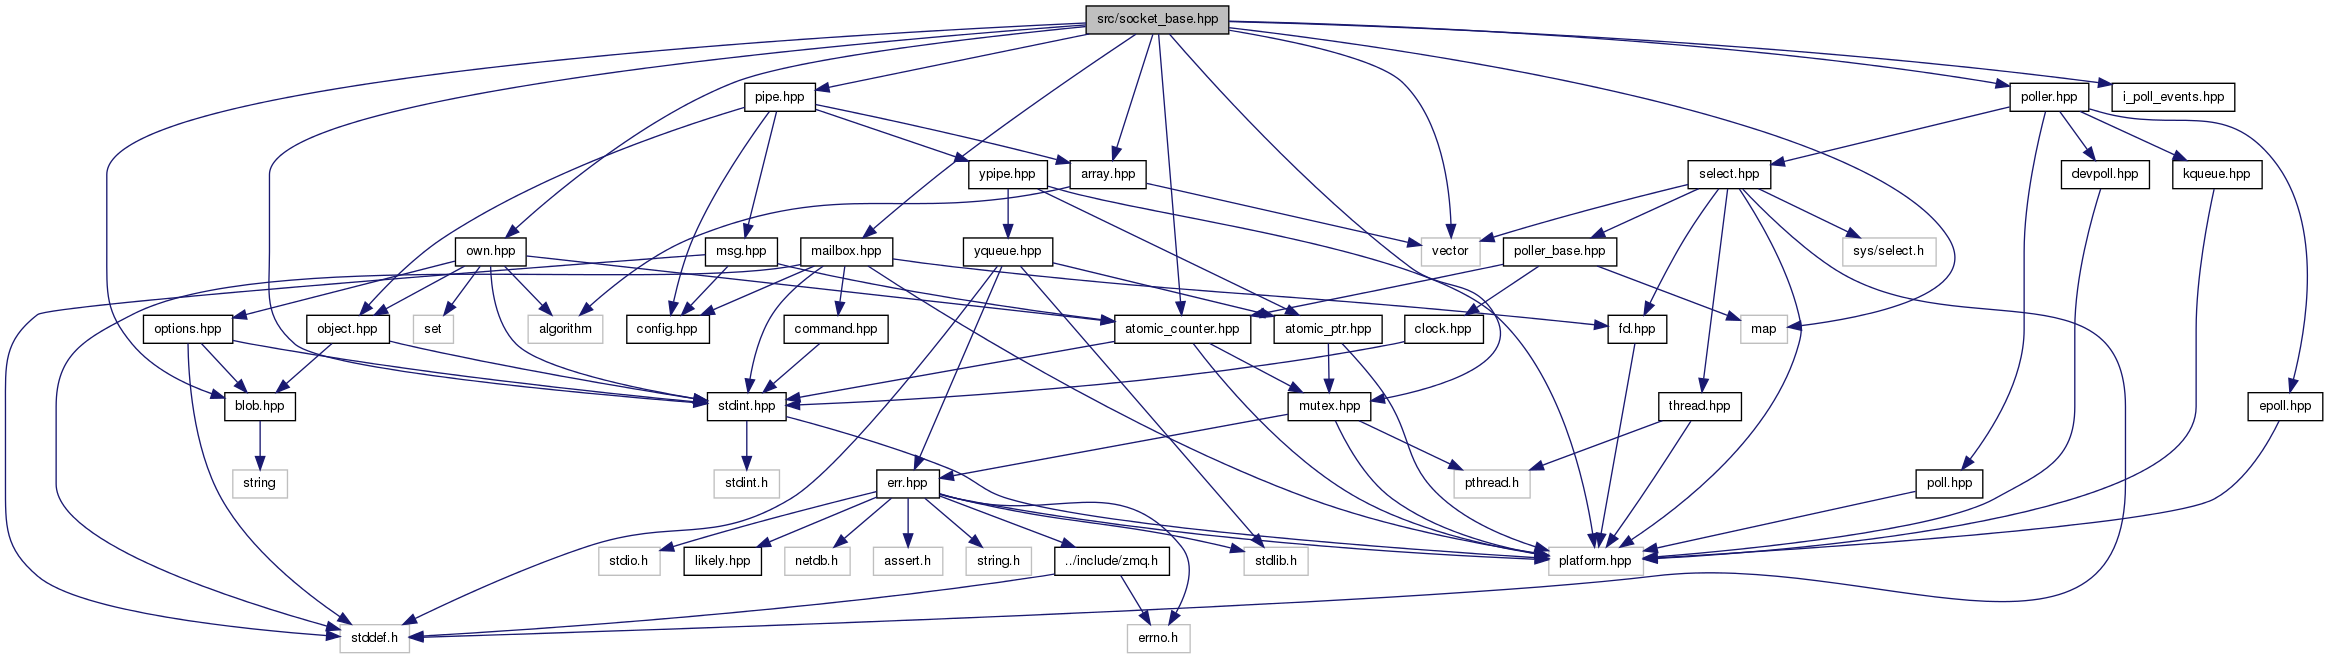 src/socket_base.hpp
pipe.hpp
poller.hpp
i_poll_events.hpp
ypipe.hpp
array.hpp
select.hpp
devpoll.hpp
kqueue.hpp
own.hpp
msg.hpp
mailbox.hpp
yqueue.hpp
vector
poller_base.hpp
sys/select.h
options.hpp
object.hpp
set
algorithm
config.hpp
command.hpp
atomic_counter.hpp
atomic_ptr.hpp
clock.hpp
fd.hpp
map
blob.hpp
stdint.hpp
mutex.hpp
thread.hpp
epoll.hpp
string
stdint.h
err.hpp
pthread.h
poll.hpp
stdio.h
likely.hpp
netdb.h
assert.h
string.h
../include/zmq.h
stdlib.h
platform.hpp
stddef.h
errno.h